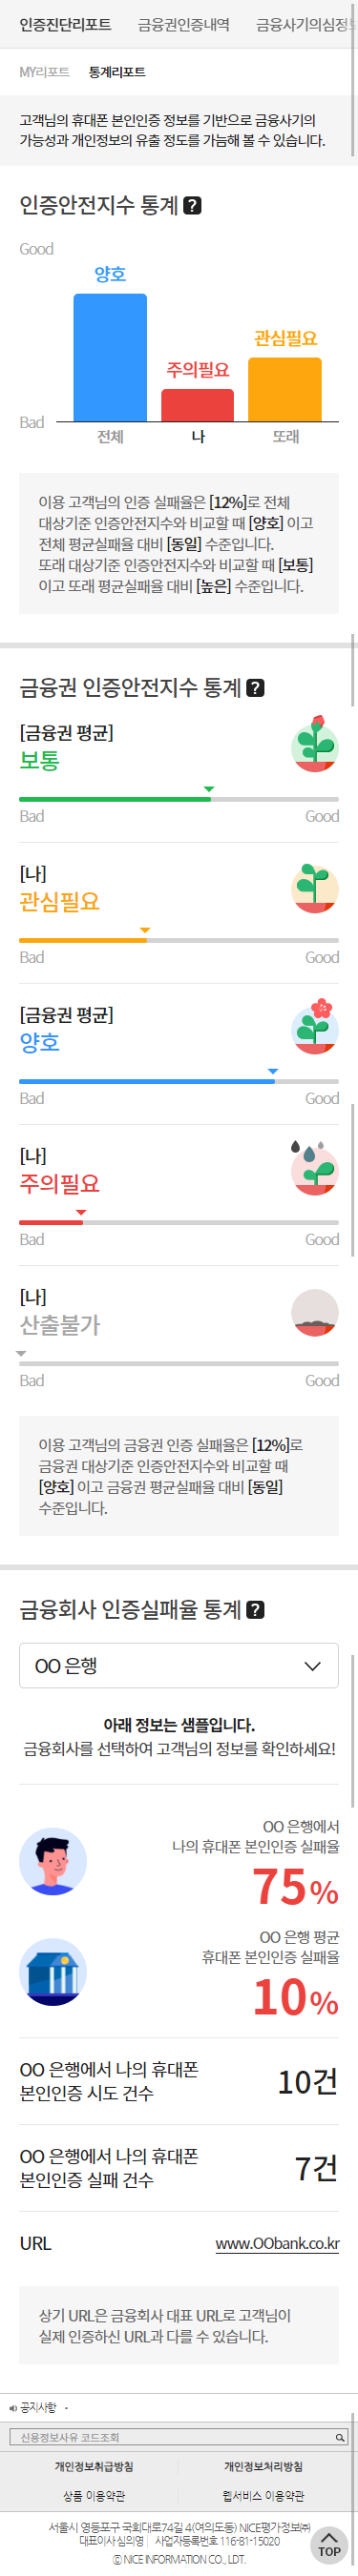 인증진단리포트 금융권인증내역 금융사기의심정
MY리포트 통계리포트
고객님의 휴대폰 본인인증 정보를 기반으로 금융사기의
가능성과 개인정보의 유출 정도를 가늠해 볼 수 있습니다.
인증안전지수 통계 ?
Good
양호
관심필요
주의필요
Bad
전체 나 또래
이용 고객님의 인증 실패율은 [12%]로 전체
대상기준 인증안전지수와 비교할 때 [양호] 이고
전체 평균실패율 대비 [동일] 수준입니다.
또래 대상기준 인증안전지수와 비교할 때 [보통]
이고 또래 평균실패율 대비 [높은] 수준입니다.
금융권 인증안전지수 통계 ?
[금융권 평균]
보통
Bad Good
[나]
관심필요
Bad Good
[금융권 평균]
양호
Bad Good
[나]
주의필요
Bad Good
[나]
산출불가
Bad Good
이용 고객님의 금융권 인증 실패율은 [12%]로
금융권 대상기준 인증안전지수와 비교할 때
[양호] 이고 금융권 평균실패율 대비 [동일]
수준입니다.
금융회사 인증실패율 통계 ?
OO 은행
아래 정보는 샘플입니다.
금융회사를 선택하여 고객님의 정보를 확인하세요!
OO 은행에서
나의 휴대폰 본인인증 실패율
75%
OO 은행 평균
휴대폰 본인인증 실패율
10%
OO 은행에서 나의 휴대폰
본인인증 시도 건수
10건
OO 은행에서 나의 휴대폰
본인인증 실패 건수
7건
URL www.OObank.co.kr
상기 URL은 금융회사 대표 URL로 고객님이
실제 인증하신 URL과 다를 수 있습니다.
공지사항
신용정보사유 코드조회
개인정보취급방침 개인정보처리방침
상품 이용약관 웹서비스 이용약관
서울시 영등포구 국회대로74길 4(여의도동) NICE평가정보㈜
대표이사 심의영 사업자등록번호 116-81-15020
ⓒ NICE INFORMATION CO., LDT.
TOP